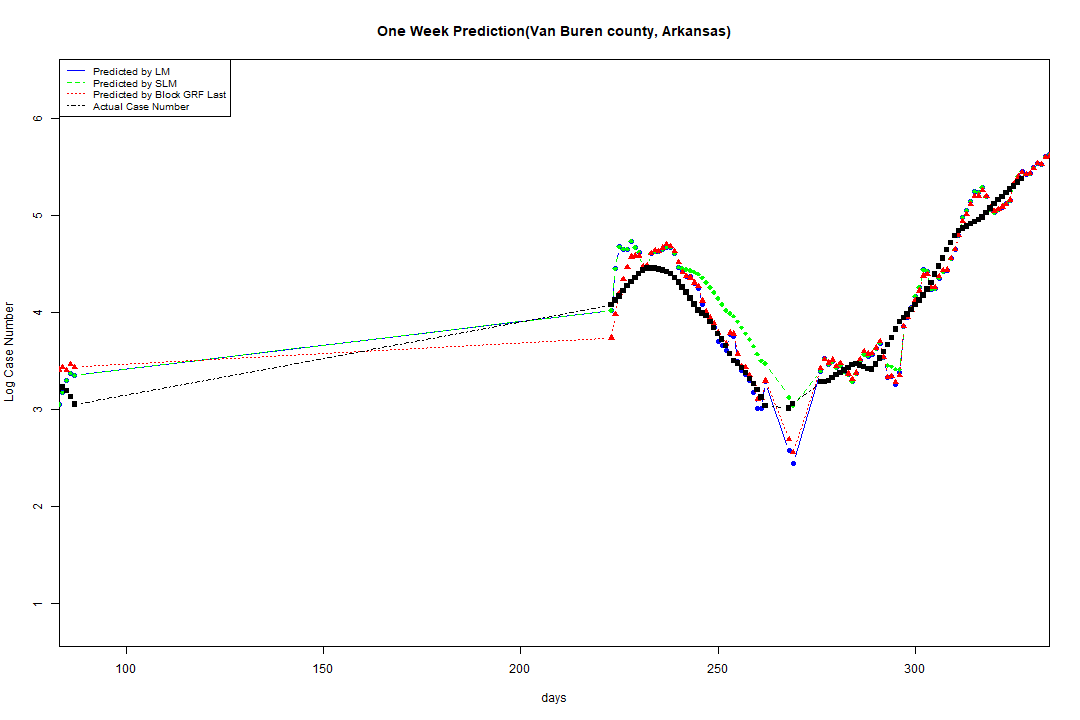 One Week Prediction(Van Buren county, Arkansas)
Predicted by LM
Predicted by SLM
Predicted by Block GRF Last
Actual Case Number
Log Case Number
6
5
4
3
2
1
100
150
200
250
300
days